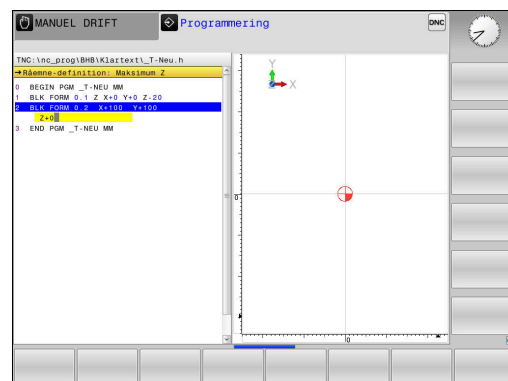 MANUEL DRIFT
Programmering
DNC
TNC:\nc_prog\BHB\Klartext\_T-Neu.h
→Råemne-definition: Maksimum Z
0 BEGIN PGM _T-NEU MM
1 BLK FORM 0.1 Z X+0 Y+0 Z-20
2 BLK FORM 0.2 X+100 Y+100
Z+0
3 END PGM _T-NEU MM
Y
X
0
0